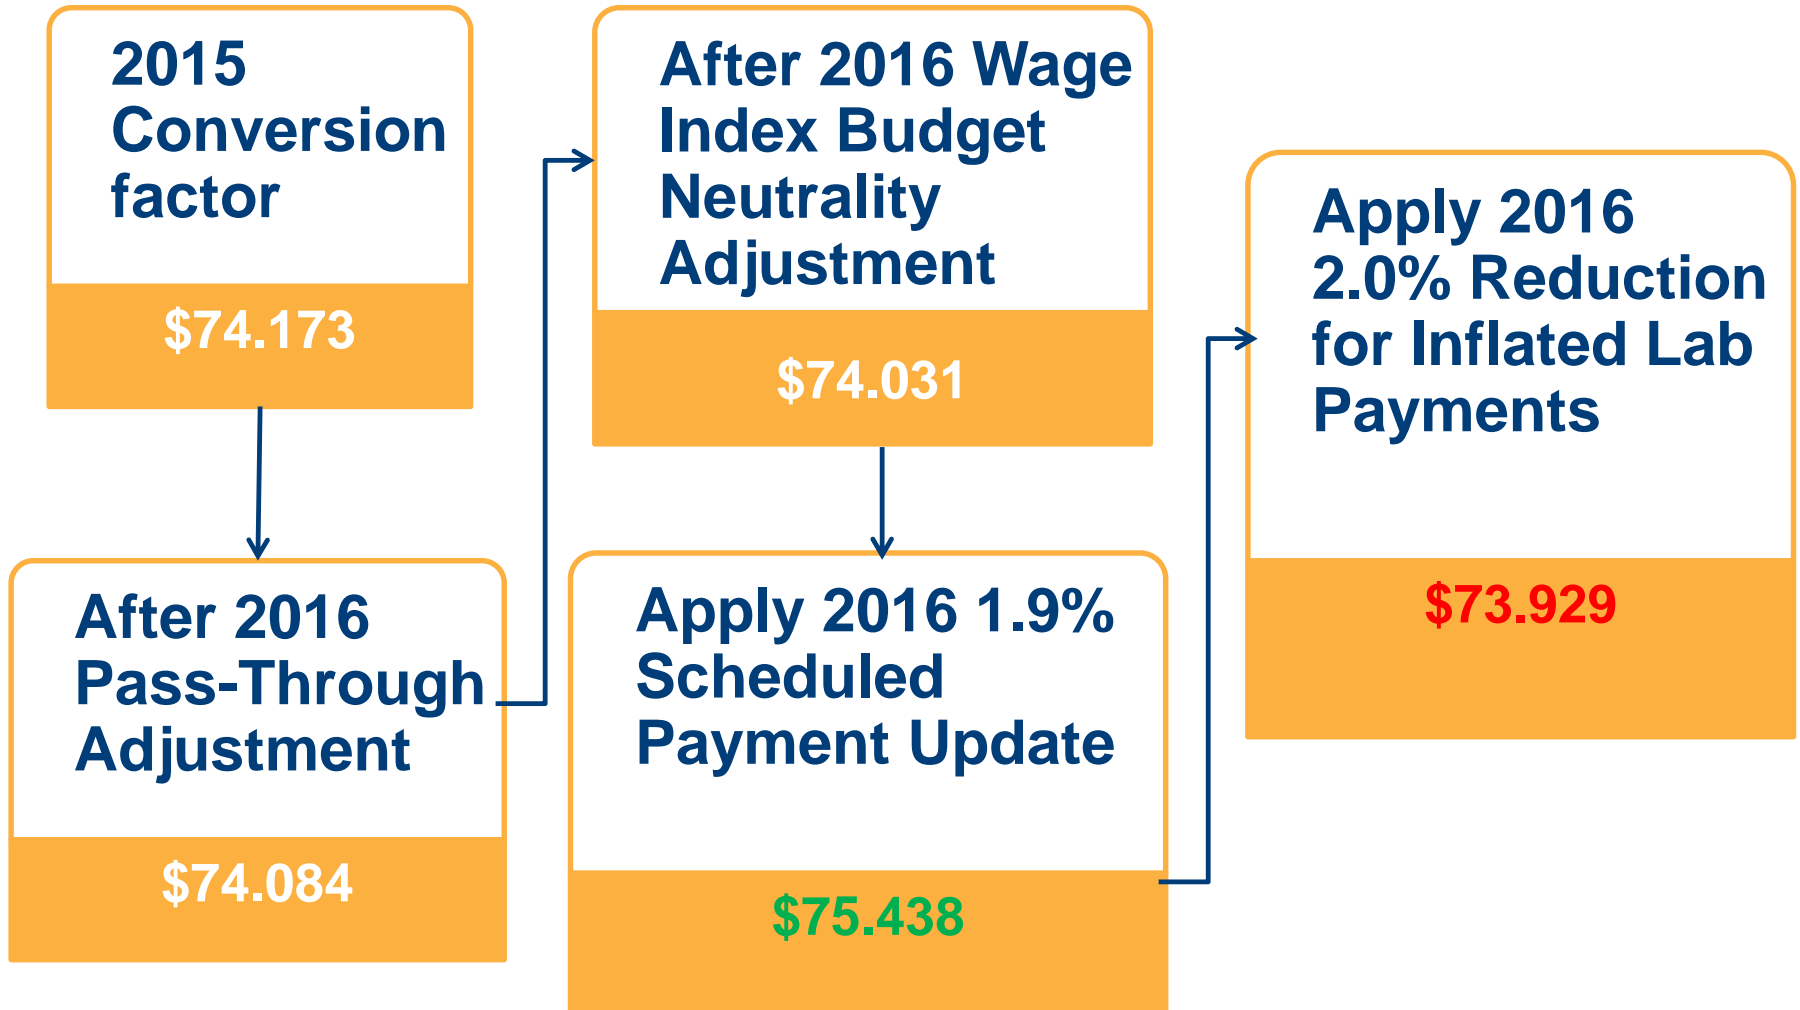 2015
Conversion
factor
$74.173
After 2016
Pass-Through
Adjustment
$74.084
After 2016 Wage
Index Budget
Neutrality
Adjustment
$74.031
Apply 2016 1.9%
Scheduled
Payment Update
$75.438
Apply 2016
2.0% Reduction
for Inflated Lab
Payments
$73.929